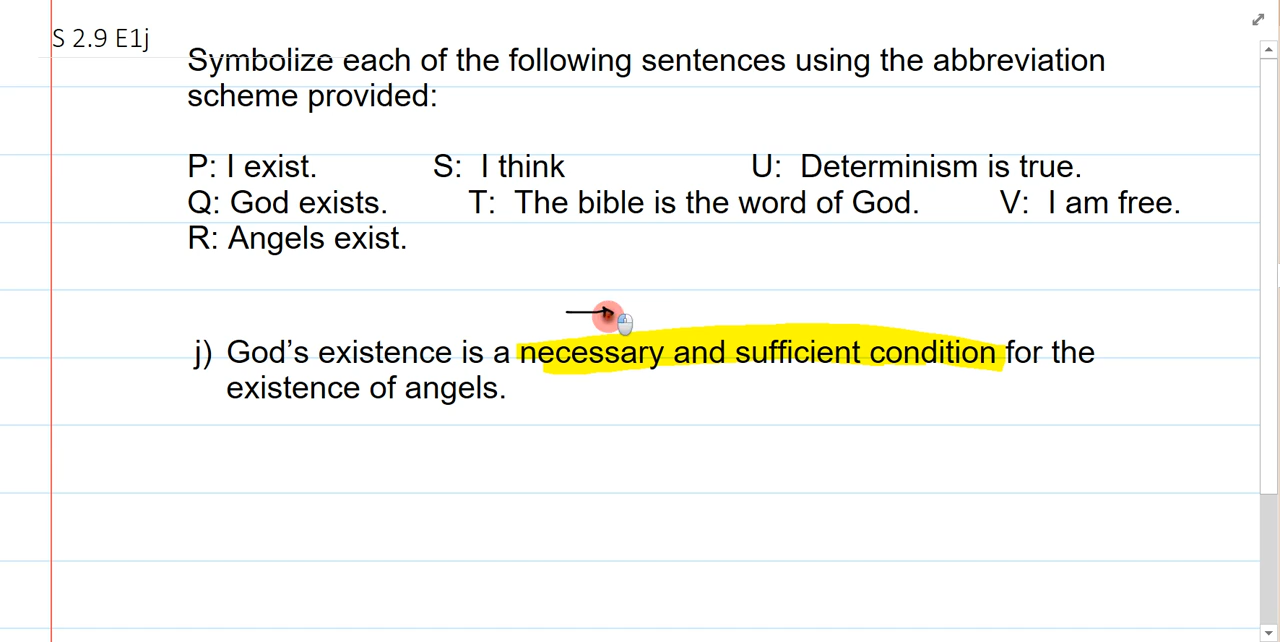 S 2.9 E1j
Symbolize each of the following sentences using the abbreviation
scheme provided:
P: I exist. S: I think U: Determinism is true.
Q: God exists. T: The bible is the word of God. V: I am free.
R: Angels exist.
j) God’s existence is a necessary and sufficient condition for the
existence of angels.